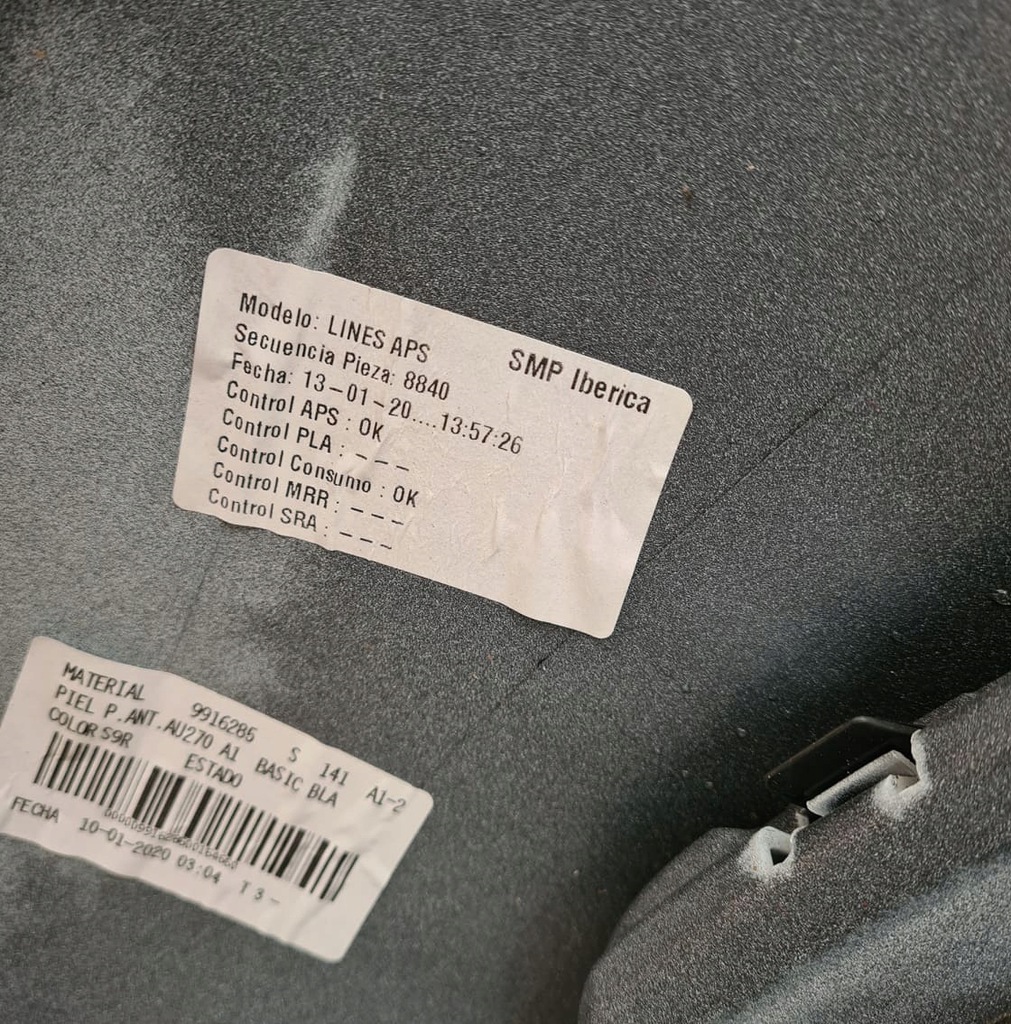 SMP Iberica
Modelo: LINES APS
Secuencia Pieza: 8840
Fecha: 13-01-20....13:57:26
Control APS : OK
Control PLA : ---
Control Consumo : OK
Control MRR : ---
Control SRA : ---
MATERIAL 9916286 S 141 A1-2
PIEL P.ANT.AU270 A1 BASIC BLA
COLOR S9R ESTADO
FECHA 10-01-2020 03:04 T 3 -